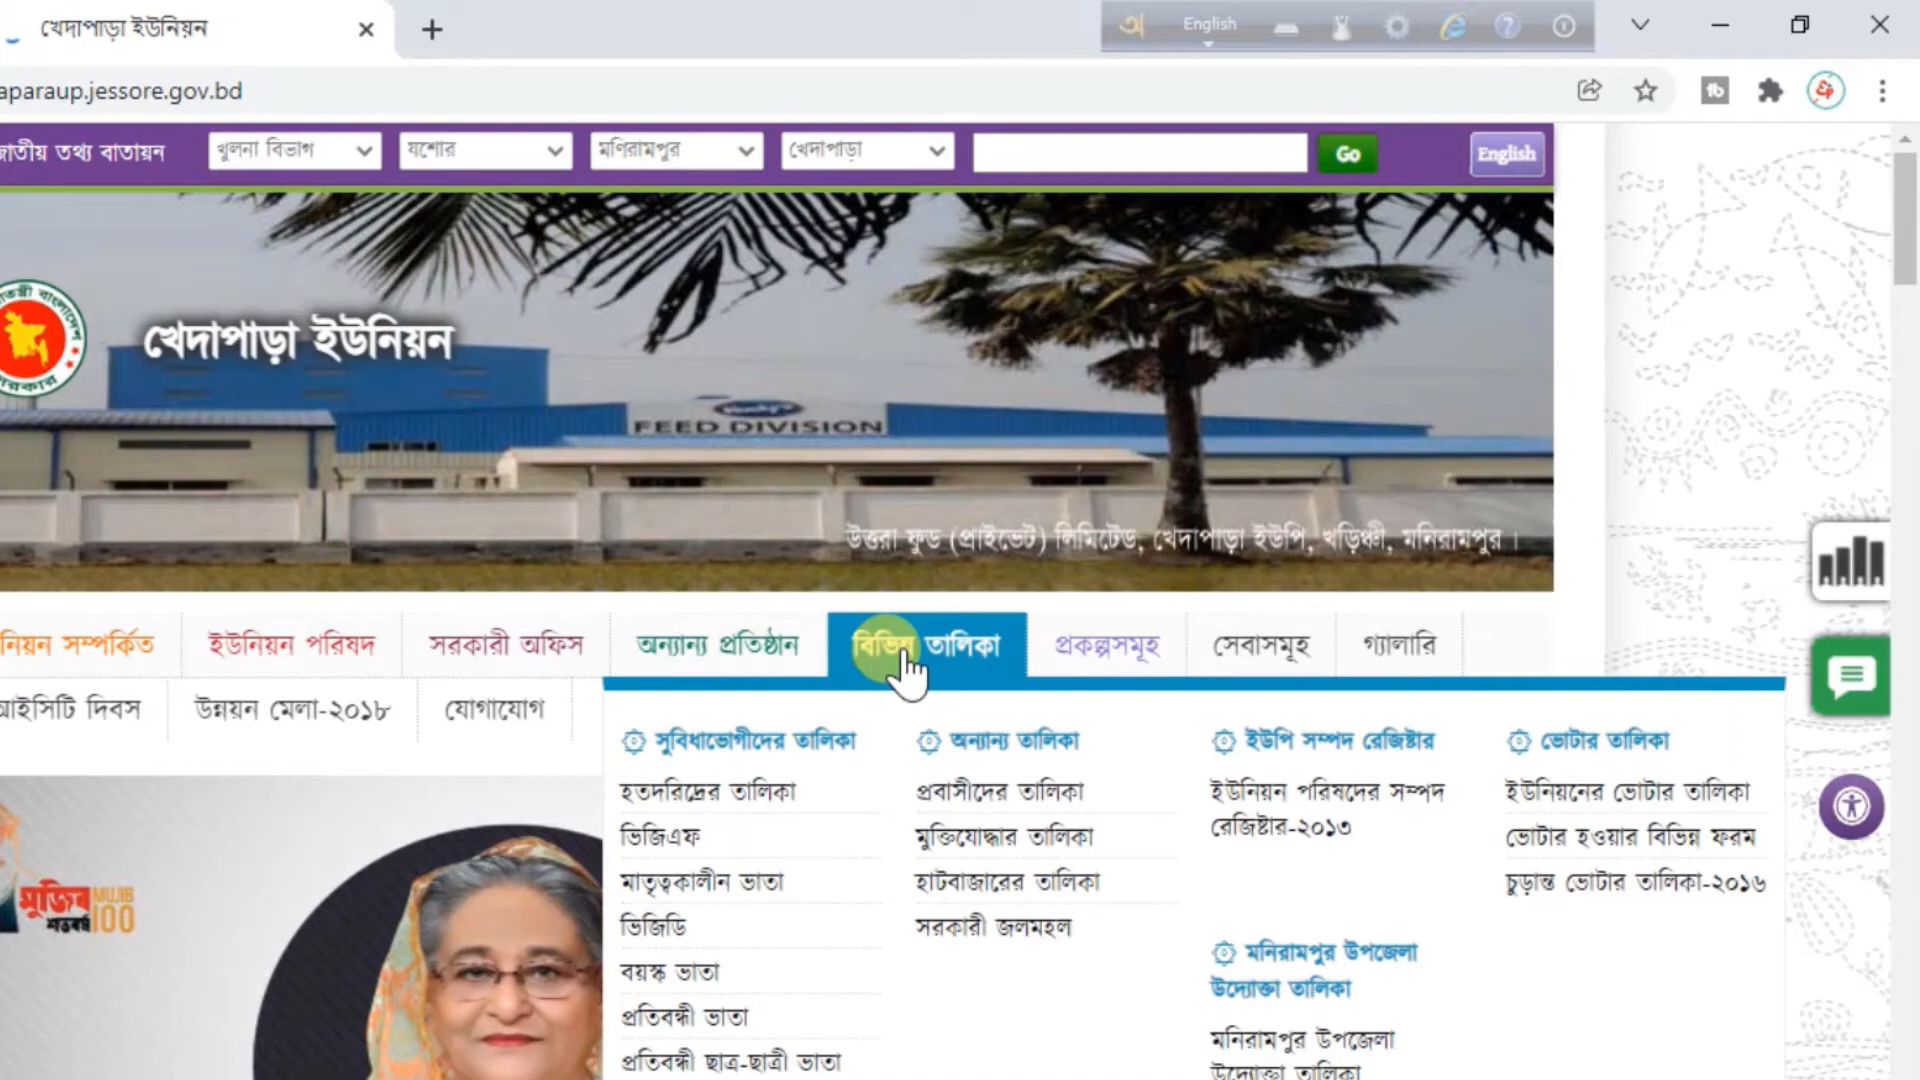 খেদাপাড়া ইউনিয়ন
English
aparaup.jessore.gov.bd
জাতীয় তথ্য বাতায়ন
খুলনা বিভাগ
যশোর
মণিরামপুর
খেদাপাড়া
Go
English
খেদাপাড়া ইউনিয়ন
FEED DIVISION
উত্তরা ফুড (প্রাইভেট) লিমিটেড, খেদাপাড়া ইউপি, খড়িঞ্চী, মনিরামপুর ।
নিয়ন সম্পর্কিত
ইউনিয়ন পরিষদ
সরকারী অফিস
অন্যান্য প্রতিষ্ঠান
বিভিন্ন তালিকা
প্রকল্পসমূহ
সেবাসমূহ
গ্যালারি
আইসিটি দিবস
উন্নয়ন মেলা-২০১৮
যোগাযোগ
সুবিধাভোগীদের তালিকা
হতদরিদ্রের তালিকা
ভিজিএফ
মাতৃত্বকালীন ভাতা
ভিজিডি
বয়স্ক ভাতা
প্রতিবন্ধী ভাতা
প্রতিবন্ধী ছাত্র-ছাত্রী ভাতা
অন্যান্য তালিকা
প্রবাসীদের তালিকা
মুক্তিযোদ্ধার তালিকা
হাটবাজারের তালিকা
সরকারী জলমহল
ইউপি সম্পদ রেজিষ্টার
ইউনিয়ন পরিষদের সম্পদ
রেজিষ্টার-২০১৩
মনিরামপুর উপজেলা
উদ্যোক্তা তালিকা
মনিরামপুর উপজেলা
উদ্যোক্তা তালিকা
ভোটার তালিকা
ইউনিয়নের ভোটার তালিকা
ভোটার হওয়ার বিভিন্ন ফরম
চুড়ান্ত ভোটার তালিকা-২০১৬
মুজিব
শতবর্ষ
MUJIB
100